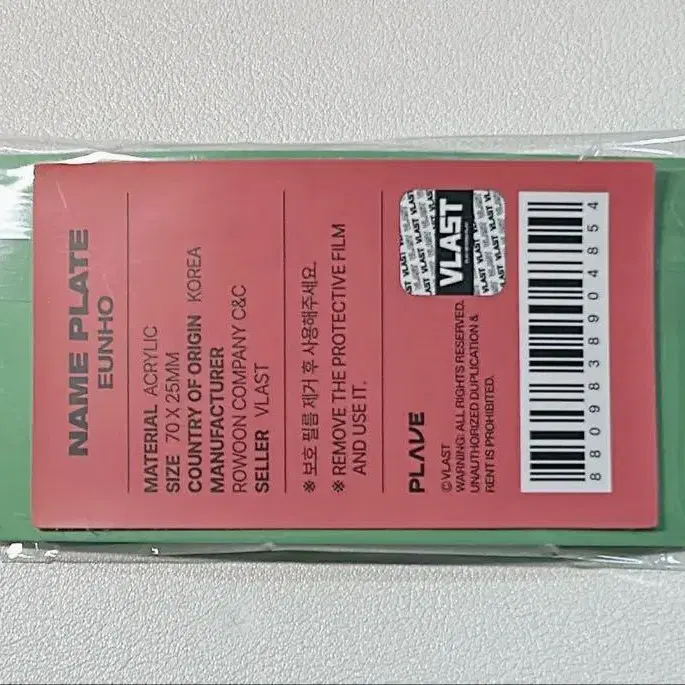 NAME PLATE
EUNHO
MATERIAL ACRYLIC
SIZE 70 X 25MM
COUNTRY OF ORIGIN KOREA
MANUFACTURER
ROWOON COMPANY C&C
SELLER VLAST
※ 보호 필름 제거 후 사용해주세요.
※ REMOVE THE PROTECTIVE FILM
AND USE IT.
PLAVE
©VLAST
WARNING: ALL RIGHTS RESERVED.
UNAUTHORIZED DUPLICATION &
RENT IS PROHIBITED.
VLAST
8809838904854